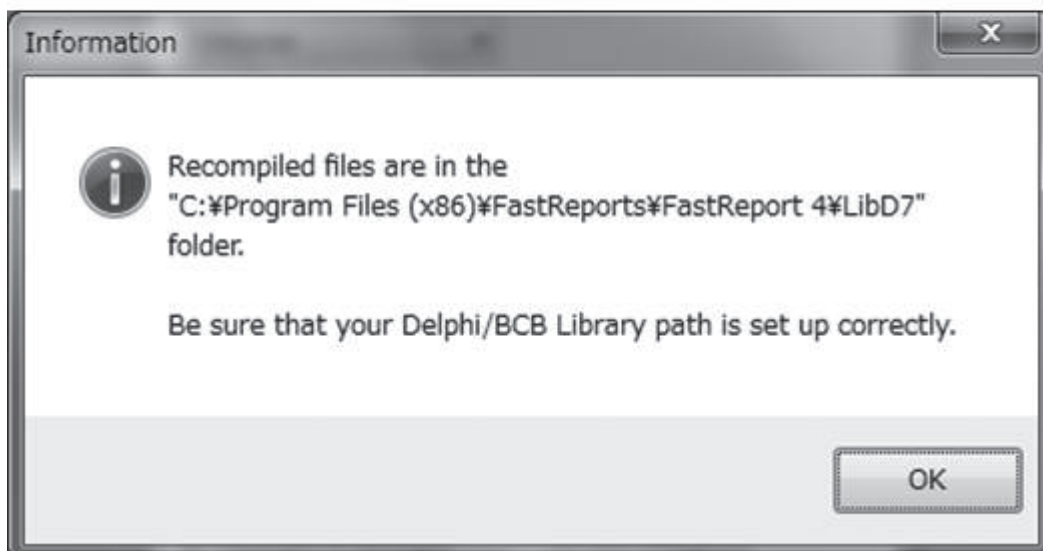 Information
Recompiled files are in the
"C:¥Program Files (x86)¥FastReports¥FastReport 4¥LibD7"
folder.
Be sure that your Delphi/BCB Library path is set up correctly.
OK